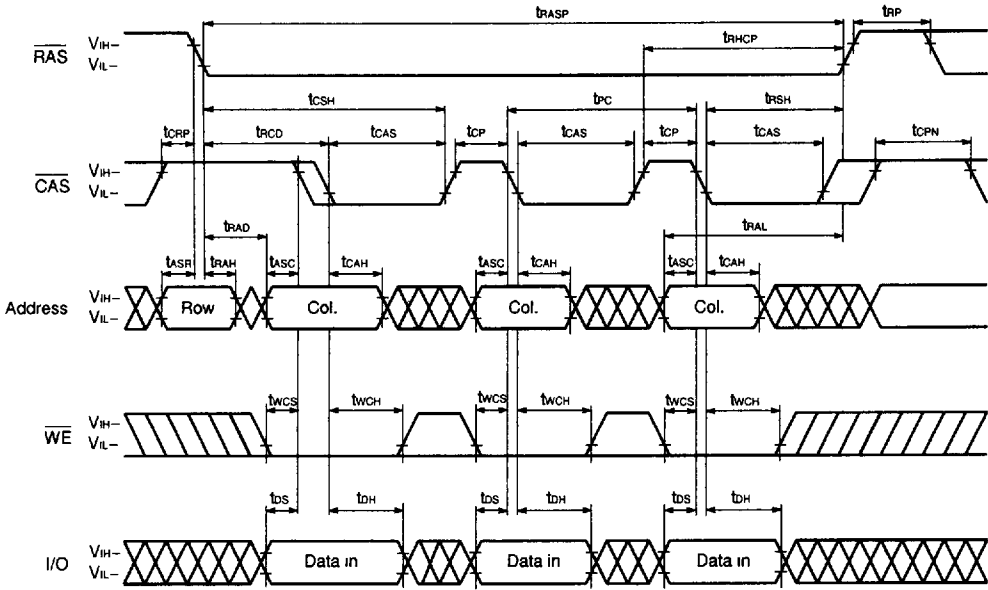 tRASP
tRP
RAS
VIH–
VIL–
tRHCP
tCSH
tPC
tRSH
tCRP
tRCD
tCAS
tCP
tCAS
tCP
tCAS
tCPN
CAS
VIH–
VIL–
tRAD
tRAL
tASR
tRAH
tASC
tCAH
tASC
tCAH
tASC
tCAH
Address
VIH–
VIL–
Row
Col.
Col.
Col.
tWCS
tWCH
tWCS
tWCH
tWCS
tWCH
WE
VIH–
VIL–
tDS
tDH
tDS
tDH
tDS
tDH
I/O
VIH–
VIL–
Data in
Data in
Data in